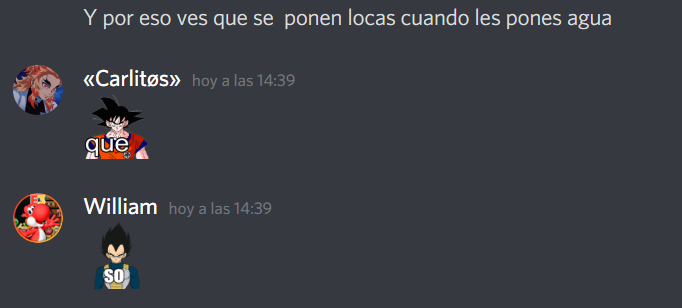 Y por eso ves que se  ponen locas cuando les pones agua
«Carlitøs» hoy a las 14:39
que
William hoy a las 14:39
SO